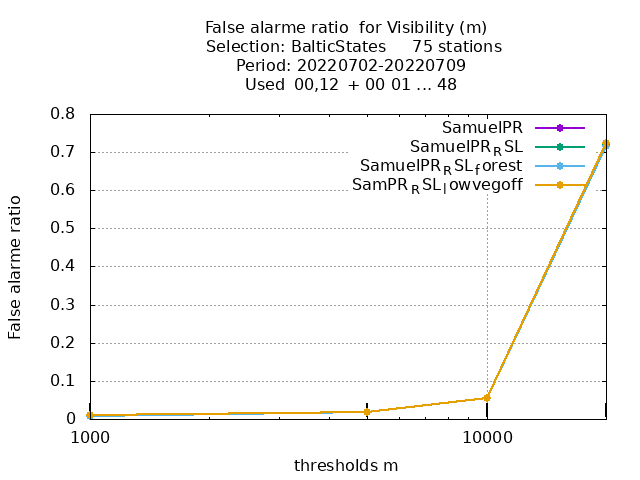 False alarme ratio  for Visibility (m)
Selection: BalticStates     75 stations
Period: 20220702-20220709
Used  00,12  + 00 01 ... 48
SamuelPR
SamuelPR_RSL
SamuelPR_RSL_forest
SamPR_RSL_lowvegoff
False alarme ratio
0.8
0.7
0.6
0.5
0.4
0.3
0.2
0.1
0
1000
10000
thresholds m